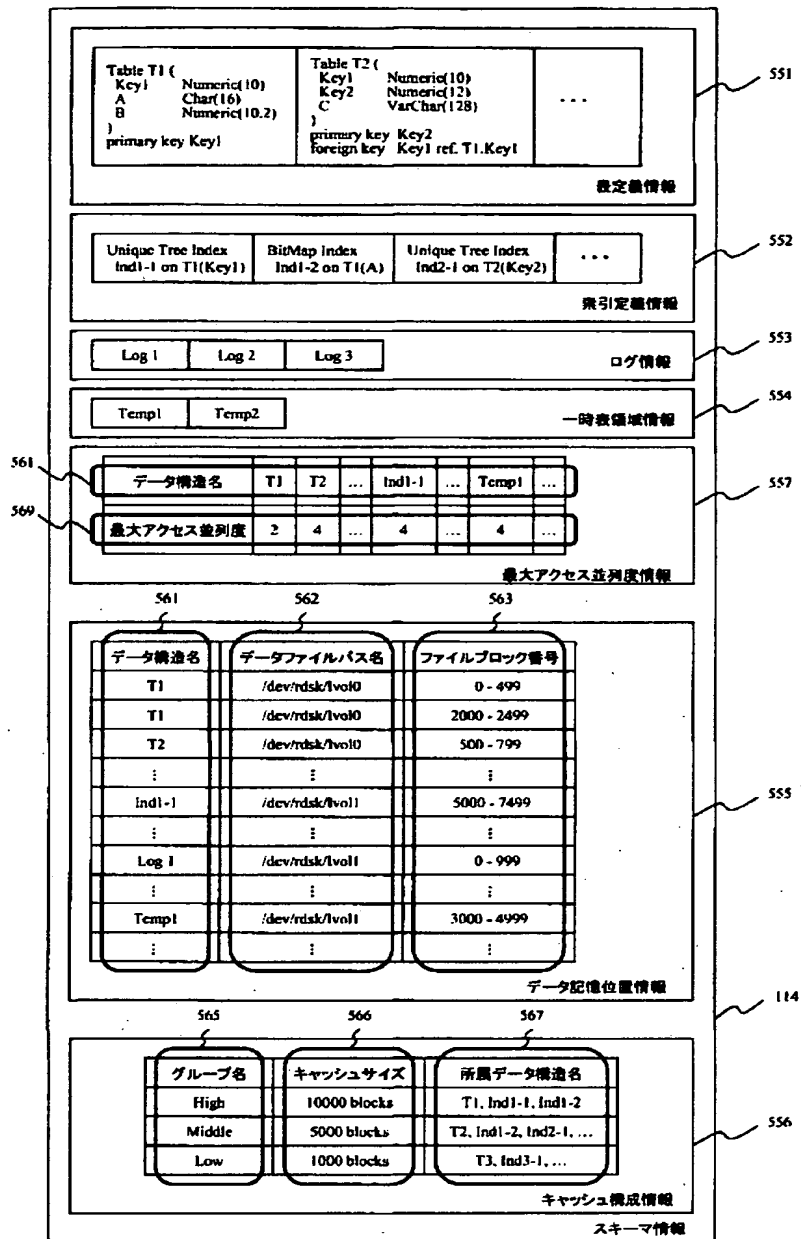 Table T1 (
Key1 Numeric(10)
A Char(16)
B Numeric(10.2)
)
primary key Key1
Table T2 (
Key1 Numeric(10)
Key2 Numeric(12)
C VarChar(128)
)
primary key Key2
foreign key Key1 ref. T1.Key1
...
表定義情報
551
Unique Tree Index
Ind1-1 on T1(Key1)
BitMap Index
Ind1-2 on T1(A)
Unique Tree Index
Ind2-1 on T2(Key2)
...
索引定義情報
552
Log 1 Log 2 Log 3
ログ情報
553
Temp1 Temp2
一時表領域情報
554
561
データ構造名 T1 T2 ... Ind1-1 ... Temp1 ...
569
最大アクセス並列度 2 4 ... 4 ... 4 ...
最大アクセス並列度情報
557
561 562 563
データ構造名 データファイルパス名 ファイルブロック番号
T1 /dev/rdsk/lvol0 0 - 499
T1 /dev/rdsk/lvol0 2000 - 2499
T2 /dev/rdsk/lvol0 500 - 799
⋮ ⋮ ⋮
Ind1-1 /dev/rdsk/lvol1 5000 - 7499
⋮ ⋮ ⋮
Log 1 /dev/rdsk/lvol1 0 - 999
⋮ ⋮ ⋮
Temp1 /dev/rdsk/lvol1 3000 - 4999
⋮ ⋮ ⋮
データ記憶位置情報
555
114
565 566 567
グループ名 キャッシュサイズ 所属データ構造名
High 10000 blocks T1, Ind1-1, Ind1-2
Middle 5000 blocks T2, Ind1-2, Ind2-1, ...
Low 1000 blocks T3, Ind3-1, ...
キャッシュ構成情報
556
スキーマ情報